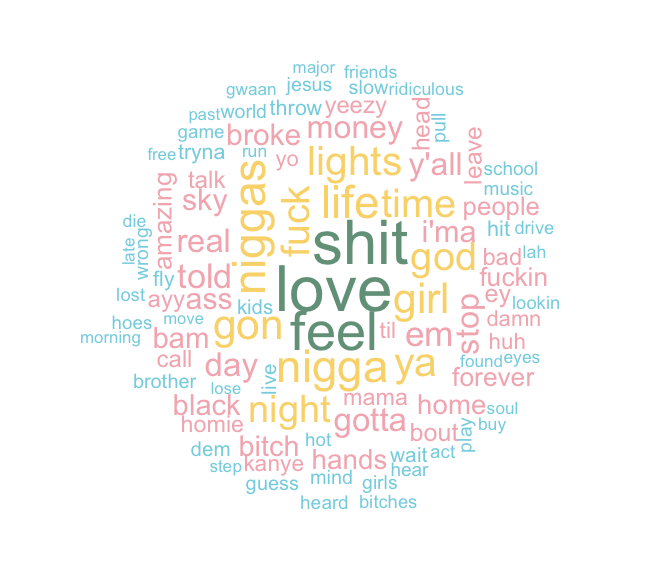 major
friends
gwaan
jesus
slow
ridiculous
past
world
throw
yeezy
head
pull
game
broke
money
leave
free
tryna
run
yo
lights
y'all
school
talk
niggas
fuck
music
amazing
sky
life
time
people
die
real
shit
i'ma
hit
drive
late
wrong
god
bad
lah
fly
told
love
girl
fuckin
lost
ayy
ass
kids
stop
ey
lookin
hoes
move
gon
feel
til
em
damn
morning
bam
huh
call
day
live
nigga
ya
found
eyes
brother
lose
forever
black
night
mama
home
soul
homie
gotta
bout
play
buy
dem
bitch
hot
wait
act
step
kanye
hands
hear
guess
mind
girls
heard
bitches